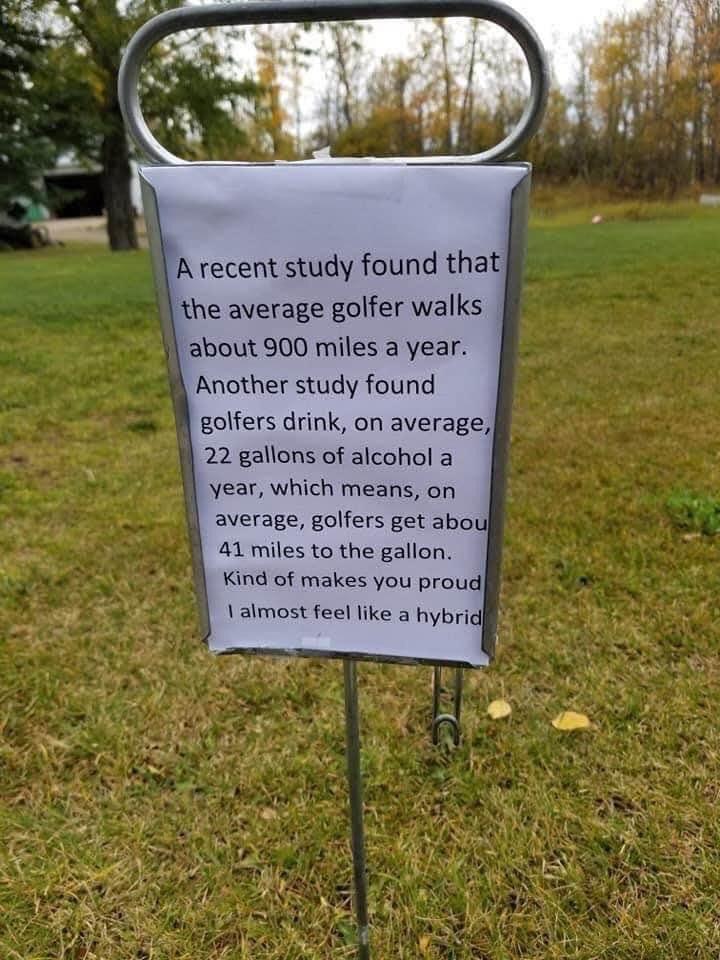 A recent study found that
the average golfer walks
about 900 miles a year.
Another study found
golfers drink, on average,
22 gallons of alcohol a
year, which means, on
average, golfers get abou
41 miles to the gallon.
Kind of makes you proud
I almost feel like a hybrid